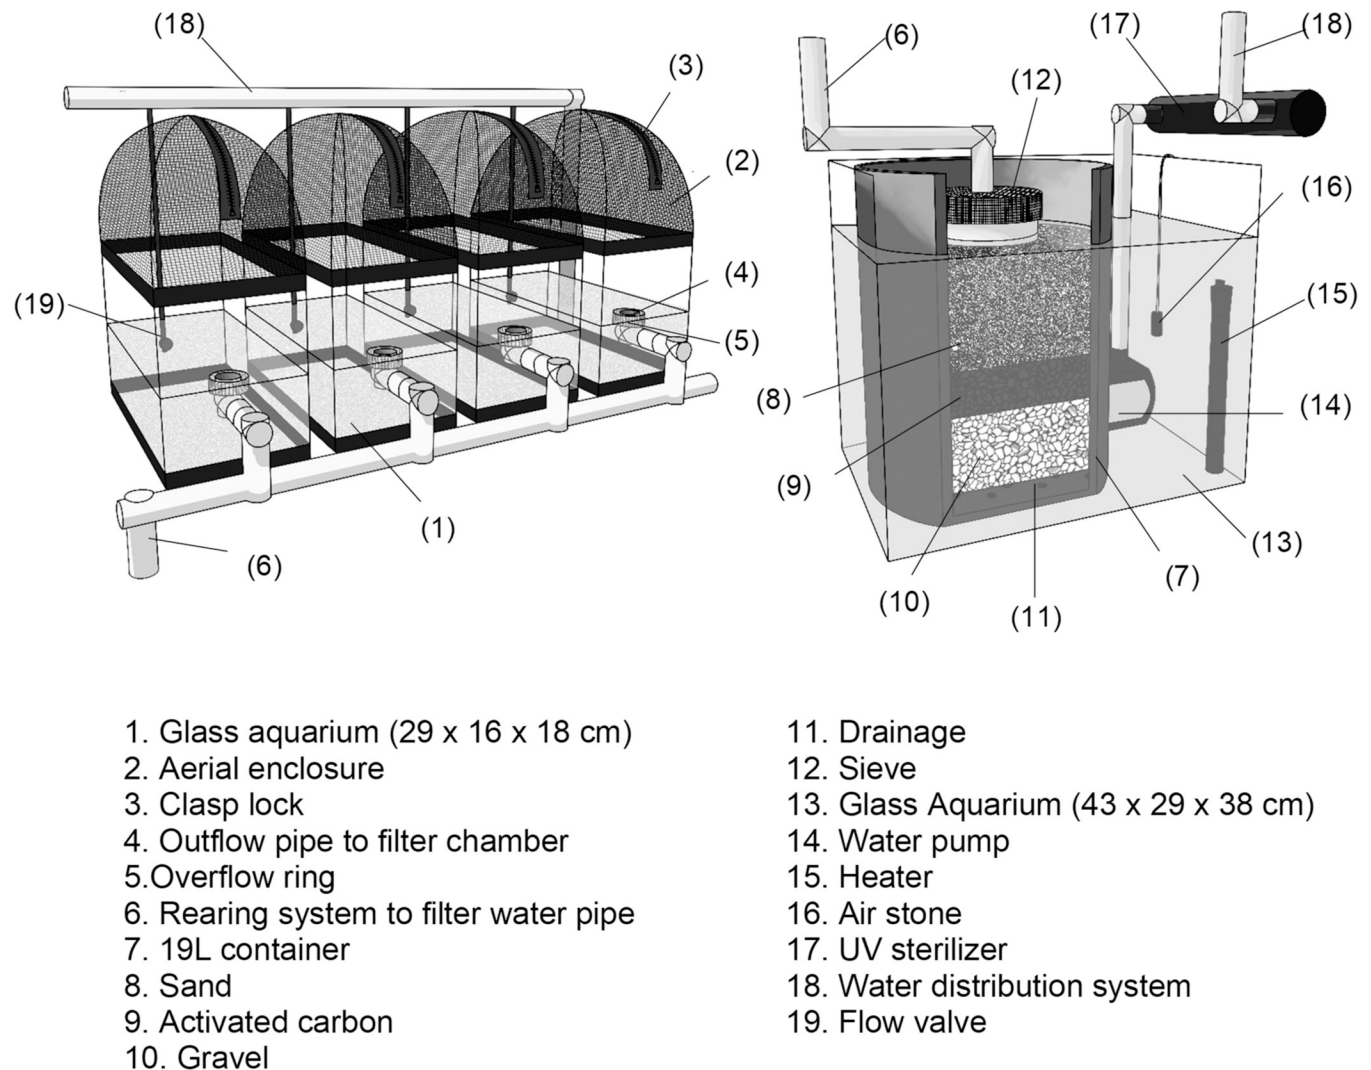 (18)
(3)
(2)
(4)
(19)
(5)
(1)
(6)
(6)
(17)
(18)
(12)
(16)
(15)
(8)
(14)
(9)
(13)
(7)
(10)
(11)
1. Glass aquarium (29 x 16 x 18 cm)
2. Aerial enclosure
3. Clasp lock
4. Outflow pipe to filter chamber
5.Overflow ring
6. Rearing system to filter water pipe
7. 19L container
8. Sand
9. Activated carbon
10. Gravel
11. Drainage
12. Sieve
13. Glass Aquarium (43 x 29 x 38 cm)
14. Water pump
15. Heater
16. Air stone
17. UV sterilizer
18. Water distribution system
19. Flow valve